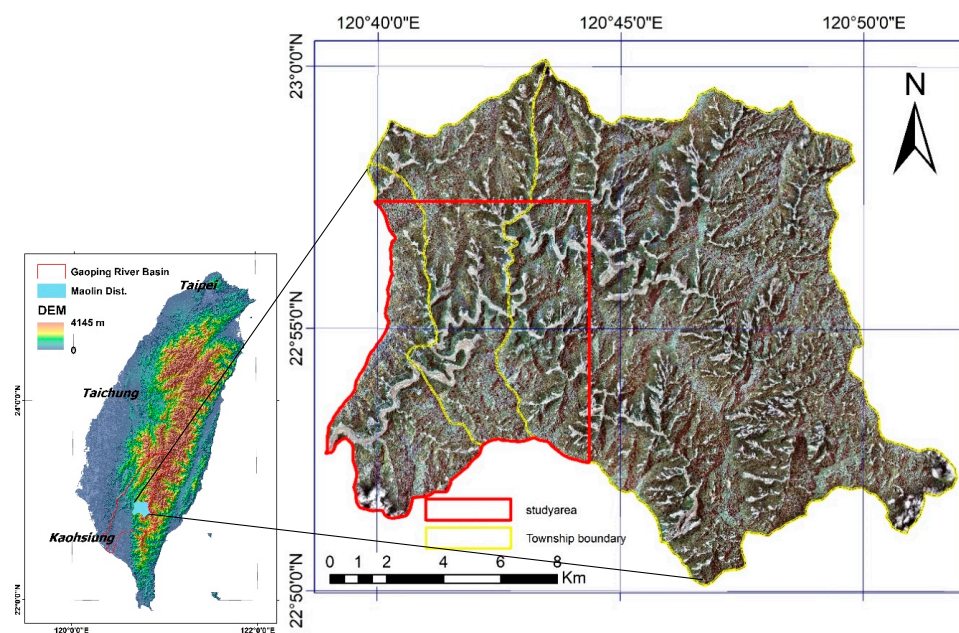 120°40'0"E 120°45'0"E 120°50'0"E
23°0'0"N
N
22°55'0"N
22°50'0"N
studyarea
Township boundary
0 1 2 4 6 8
Km
Gaoping River Basin
Maolin Dist.
DEM
4145 m
0
Taipei
Taichung
Kaohsiung
24°0'0"N
22°0'0"N
120°0'0"E 122°0'0"E